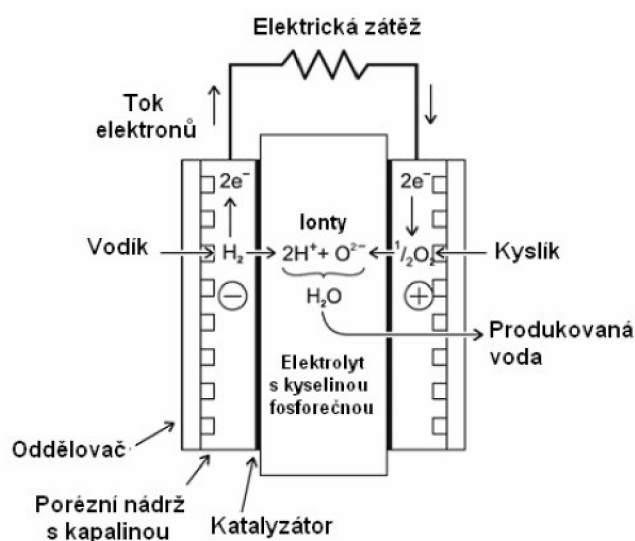 Elektrická zátěž
Tok
elektronů
2e⁻
2e⁻
Ionty
Vodík
H₂
2H⁺ + O²⁻
¹/₂O₂
Kyslík
−
H₂O
+
Produkovaná
voda
Elektrolyt
s kyselinou
fosforečnou
Oddělovač
Porézní nádrž
s kapalinou
Katalyzátor